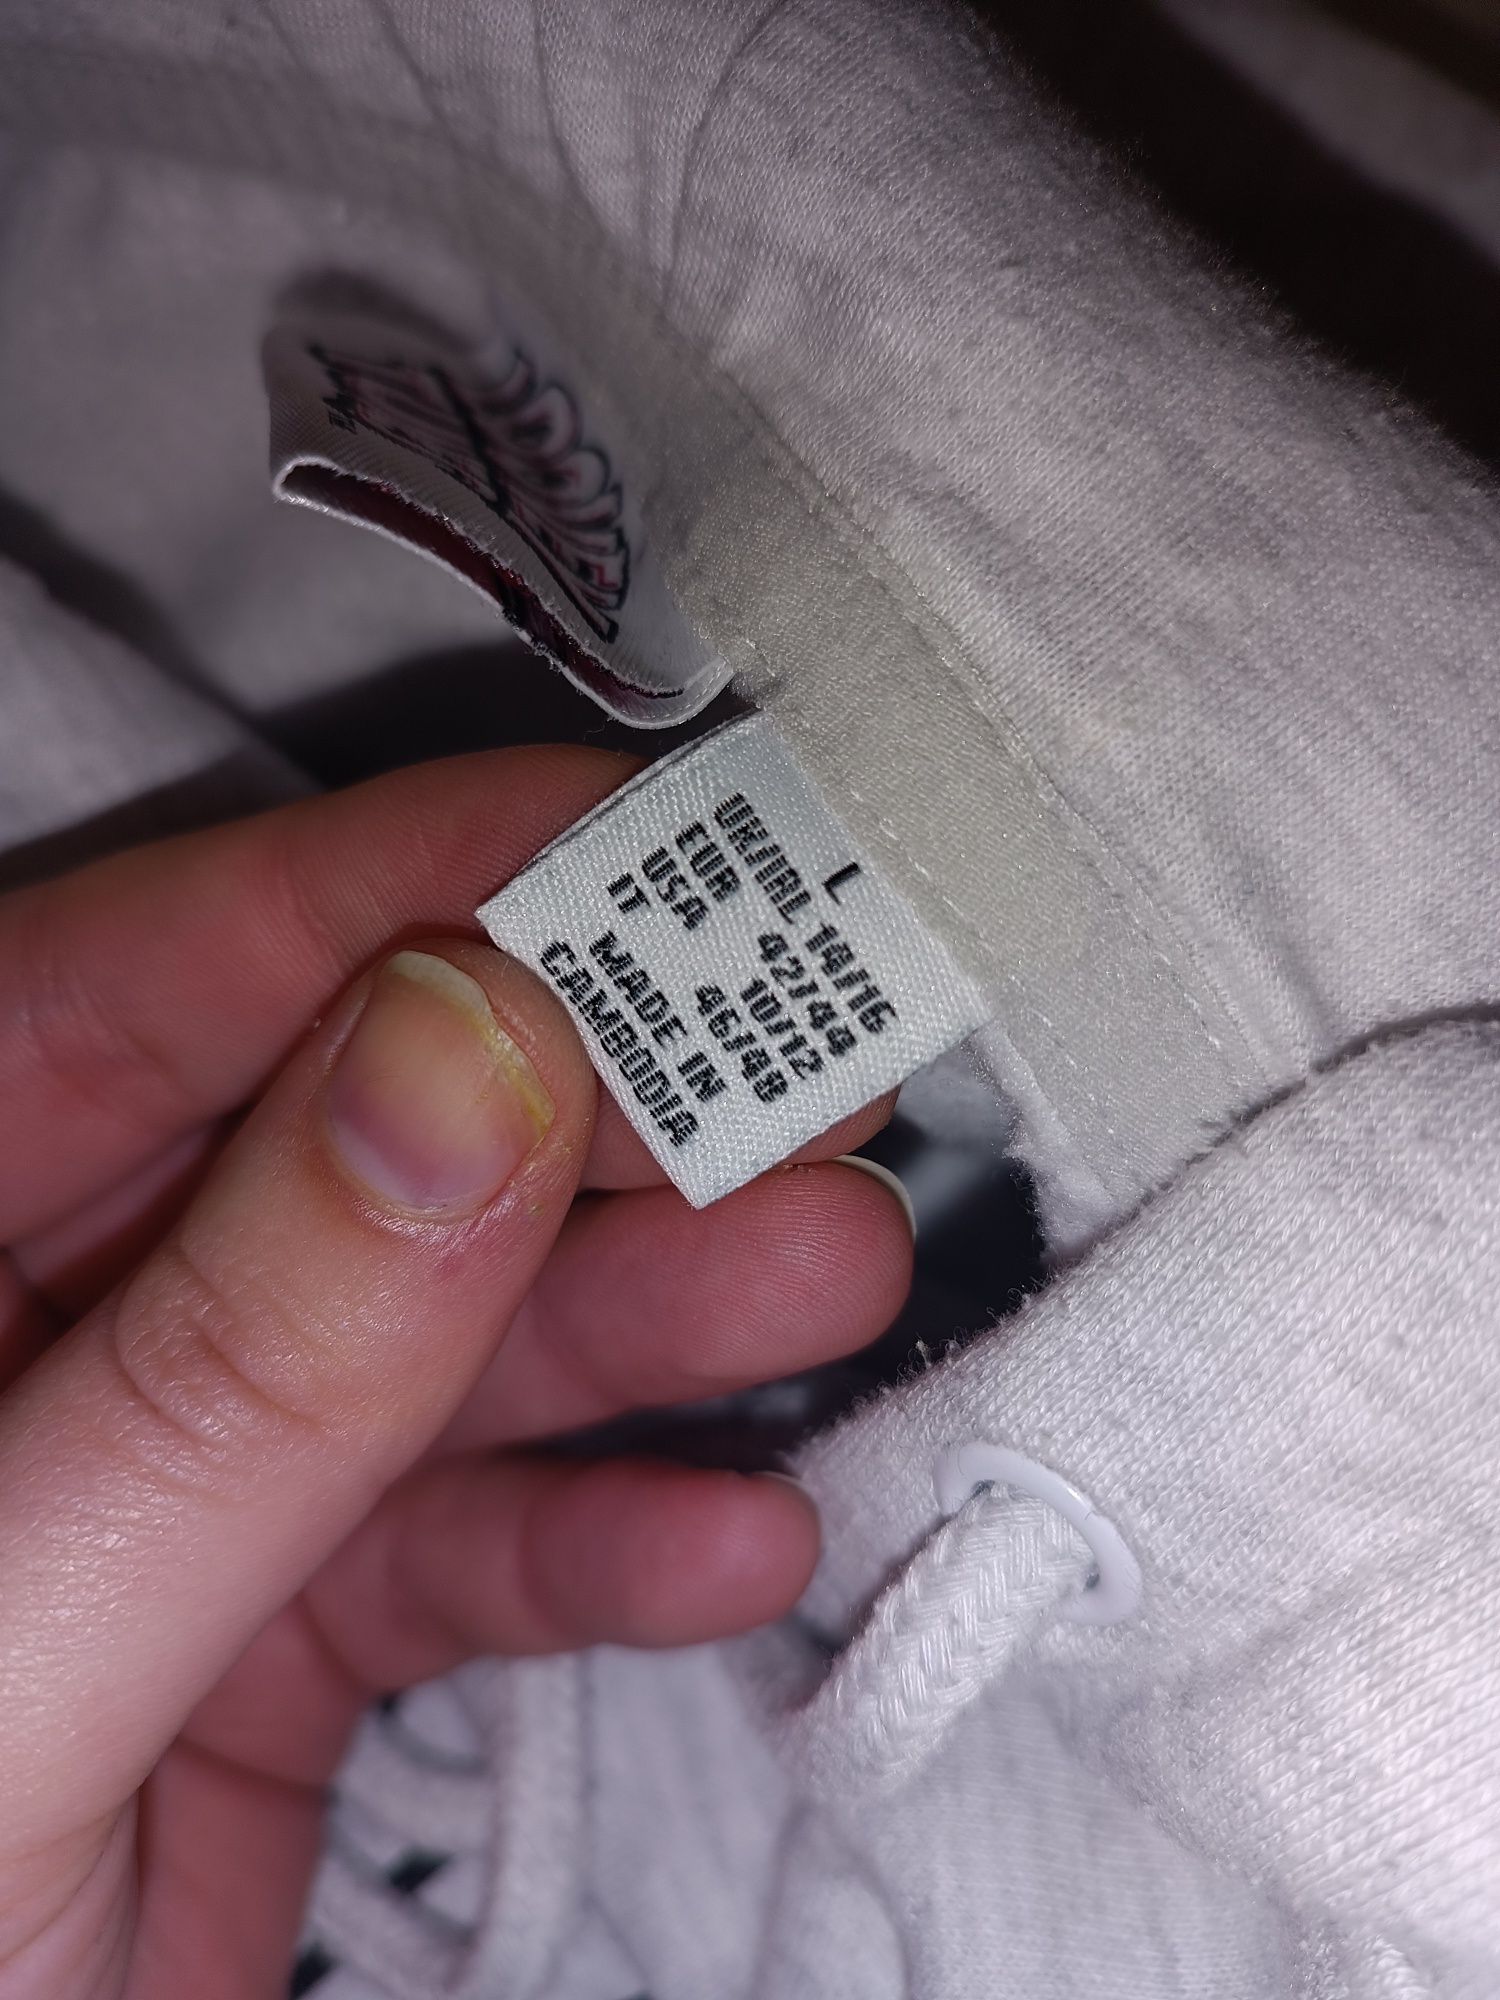 L
UK/IRL 14/16
EUR 42/44
USA 10/12
IT 46/48
MADE IN
CAMBODIA